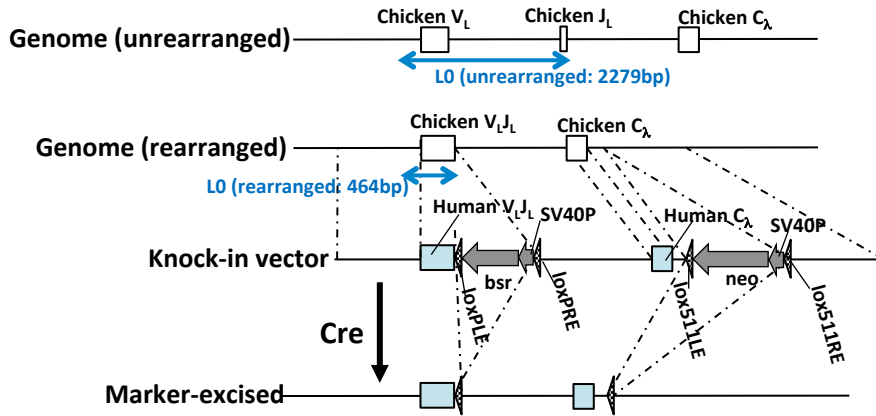 Chicken VL Chicken JL Chicken Cλ
Genome (unrearranged)
L0 (unrearranged: 2279bp)
Chicken VLJL Chicken Cλ
Genome (rearranged)
L0 (rearranged: 464bp)
Human VLJL SV40P Human Cλ SV40P
Knock-in vector
bsr neo
loxPLE loxPRE lox511LE lox511RE
Cre
Marker-excised